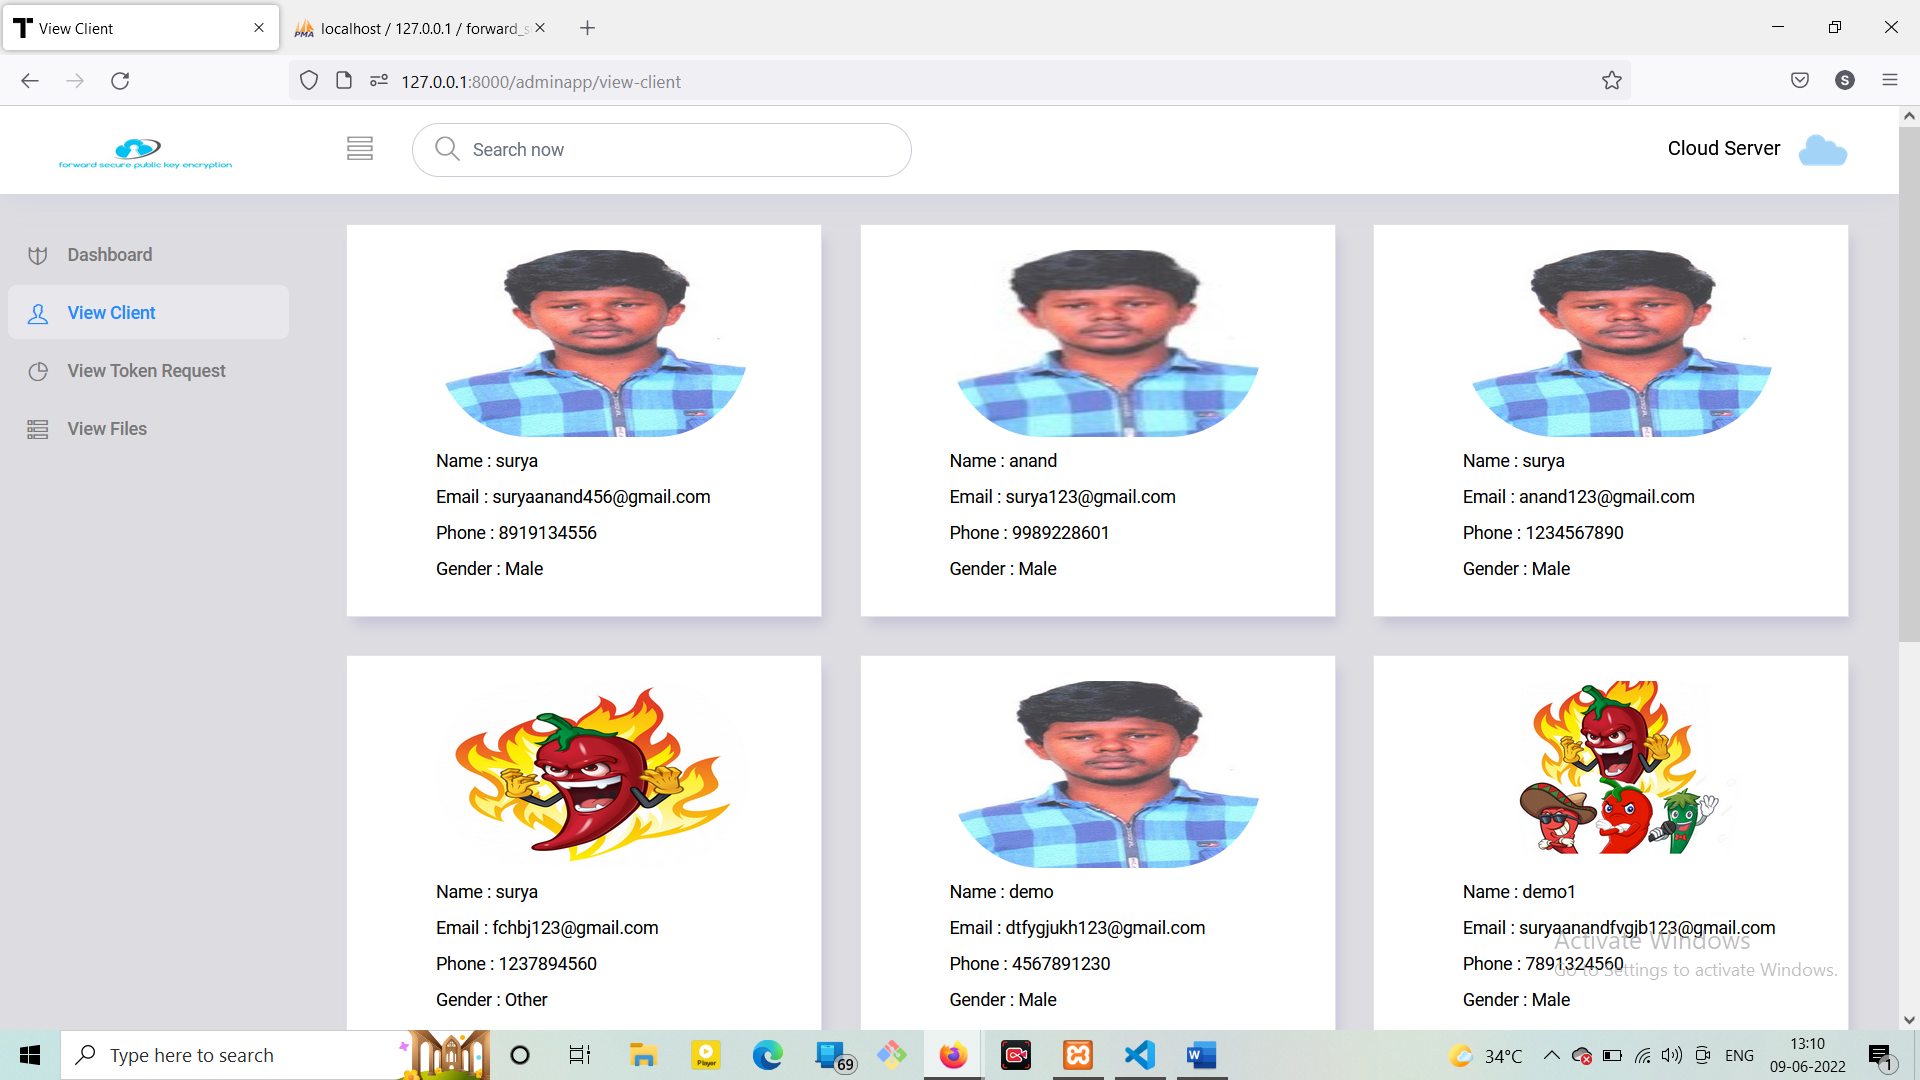 View Client
localhost / 127.0.0.1 / forward_s
127.0.0.1:8000/adminapp/view-client
S
forward secure public key encryption
Search now
Cloud Server
Dashboard
View Client
View Token Request
View Files
Name : surya
Email : suryaanand456@gmail.com
Phone : 8919134556
Gender : Male
Name : anand
Email : surya123@gmail.com
Phone : 9989228601
Gender : Male
Name : surya
Email : anand123@gmail.com
Phone : 1234567890
Gender : Male
Name : surya
Email : fchbj123@gmail.com
Phone : 1237894560
Gender : Other
Name : demo
Email : dtfygjukh123@gmail.com
Phone : 4567891230
Gender : Male
Name : demo1
Email : suryaanandfvgjb123@gmail.com
Phone : 7891324560
Gender : Male
Activate Windows
Go to Settings to activate Windows.
Type here to search
Player
69
34°C
ENG
13:10
09-06-2022
1